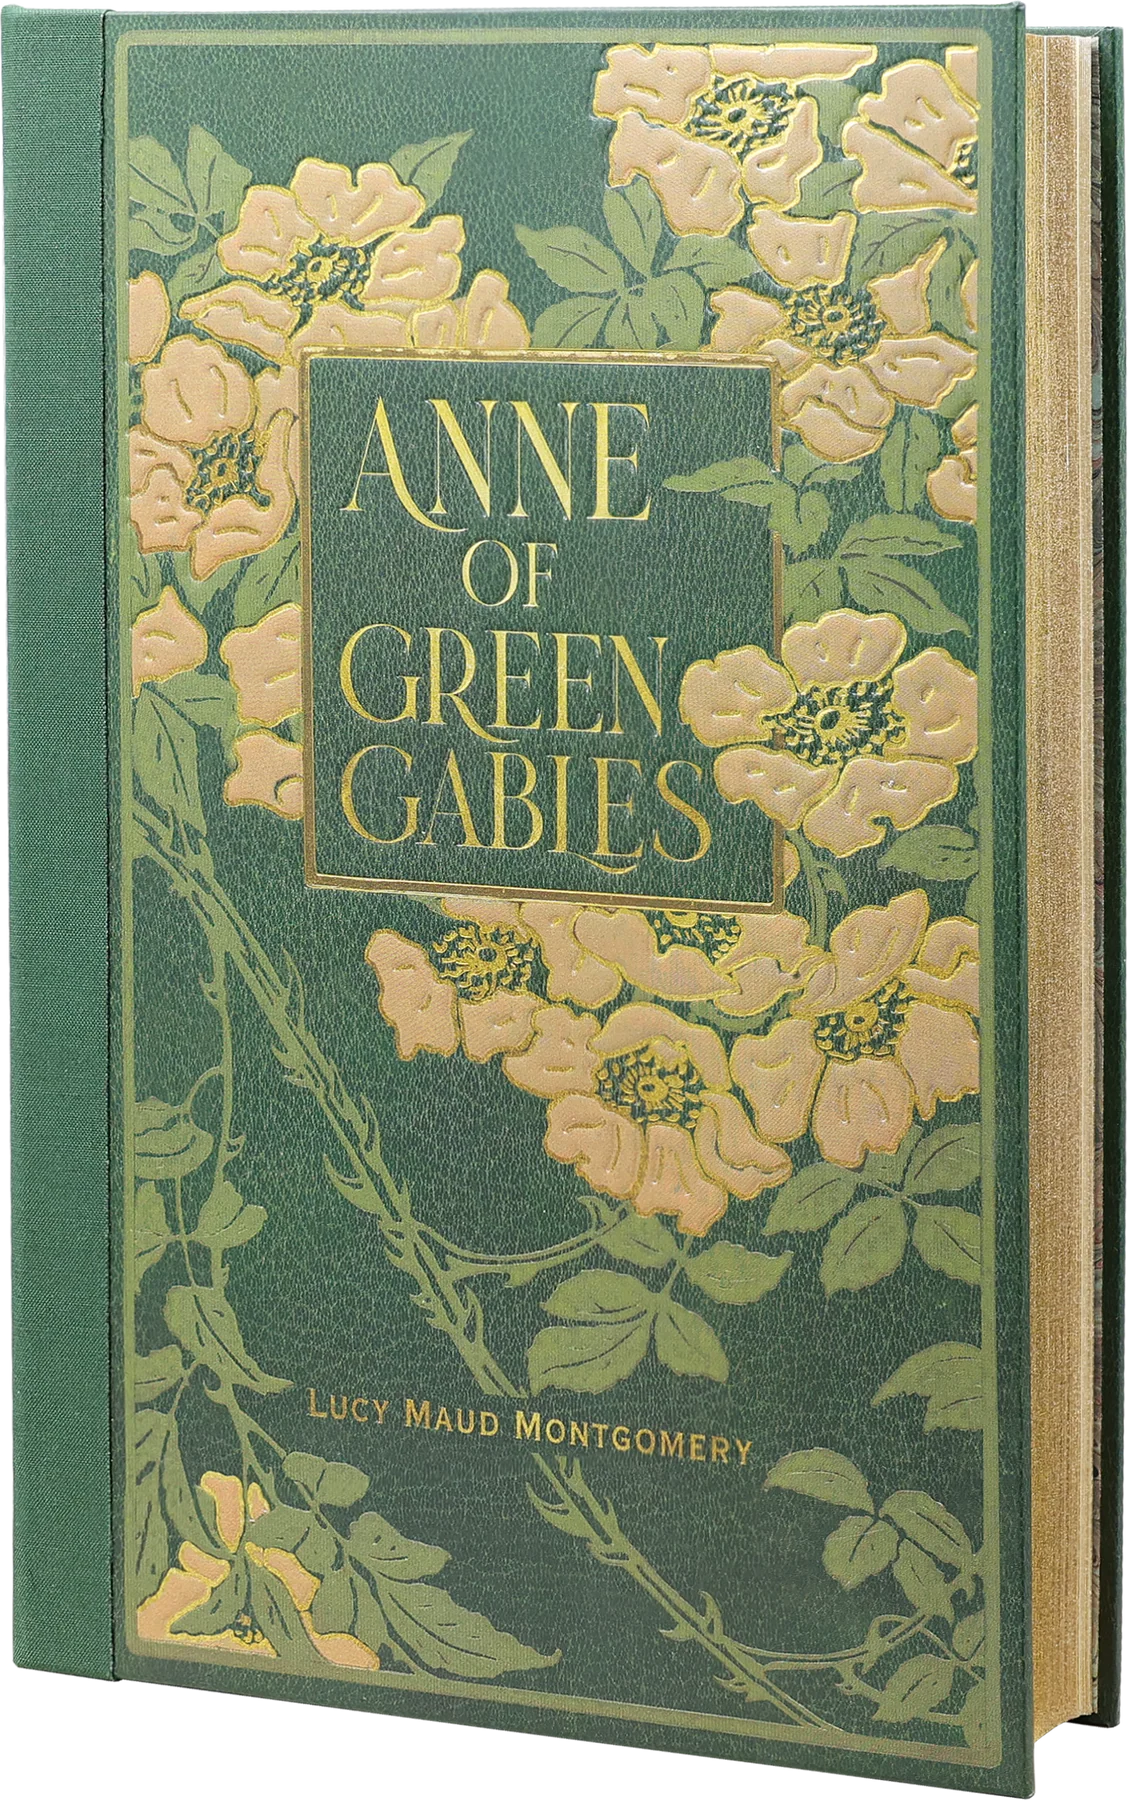 ANNE
OF
GREEN
GABLES
LUCY MAUD MONTGOMERY